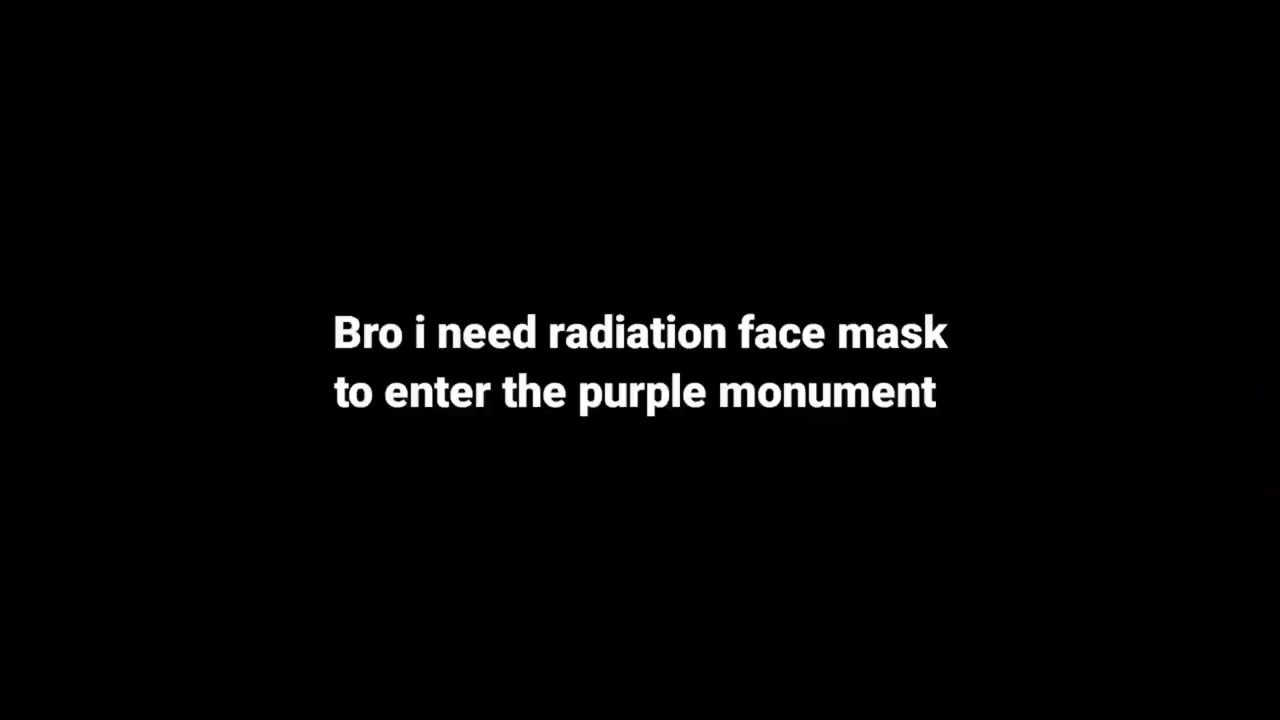 Bro i need radiation face mask
to enter the purple monument